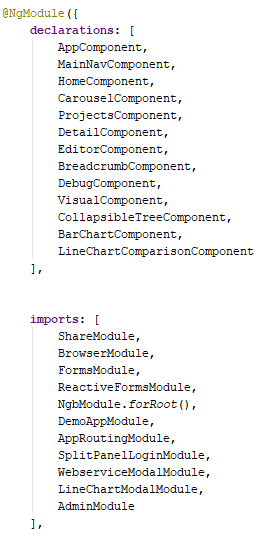 @NgModule({
declarations: [
AppComponent,
MainNavComponent,
HomeComponent,
CarouselComponent,
ProjectsComponent,
DetailComponent,
EditorComponent,
BreadcrumbComponent,
DebugComponent,
VisualComponent,
CollapsibleTreeComponent,
BarChartComponent,
LineChartComparisonComponent
],
imports: [
ShareModule,
BrowserModule,
FormsModule,
ReactiveFormsModule,
NgbModule.forRoot(),
DemoAppModule,
AppRoutingModule,
SplitPanelLoginModule,
WebserviceModalModule,
LineChartModalModule,
AdminModule
],